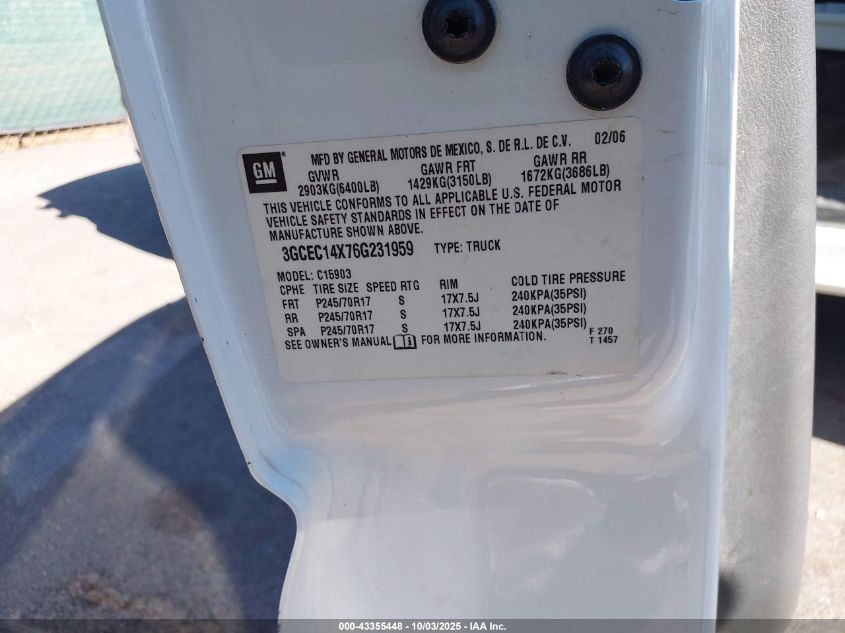 GM
MFD BY GENERAL MOTORS DE MEXICO, S. DE R.L. DE C.V. 02/06
GVWR GAWR FRT GAWR RR
2903KG(6400LB) 1429KG(3150LB) 1672KG(3686LB)
THIS VEHICLE CONFORMS TO ALL APPLICABLE U.S. FEDERAL MOTOR
VEHICLE SAFETY STANDARDS IN EFFECT ON THE DATE OF
MANUFACTURE SHOWN ABOVE.
3GCEC14X76G231959 TYPE: TRUCK
MODEL: C15903
CPHE TIRE SIZE SPEED RTG RIM COLD TIRE PRESSURE
FRT P245/70R17 S 17X7.5J 240KPA(35PSI)
RR P245/70R17 S 17X7.5J 240KPA(35PSI)
SPA P245/70R17 S 17X7.5J 240KPA(35PSI)
SEE OWNER'S MANUAL FOR MORE INFORMATION.
F 270
T 1457
000-43355448 - 10/03/2025 - IAA Inc.